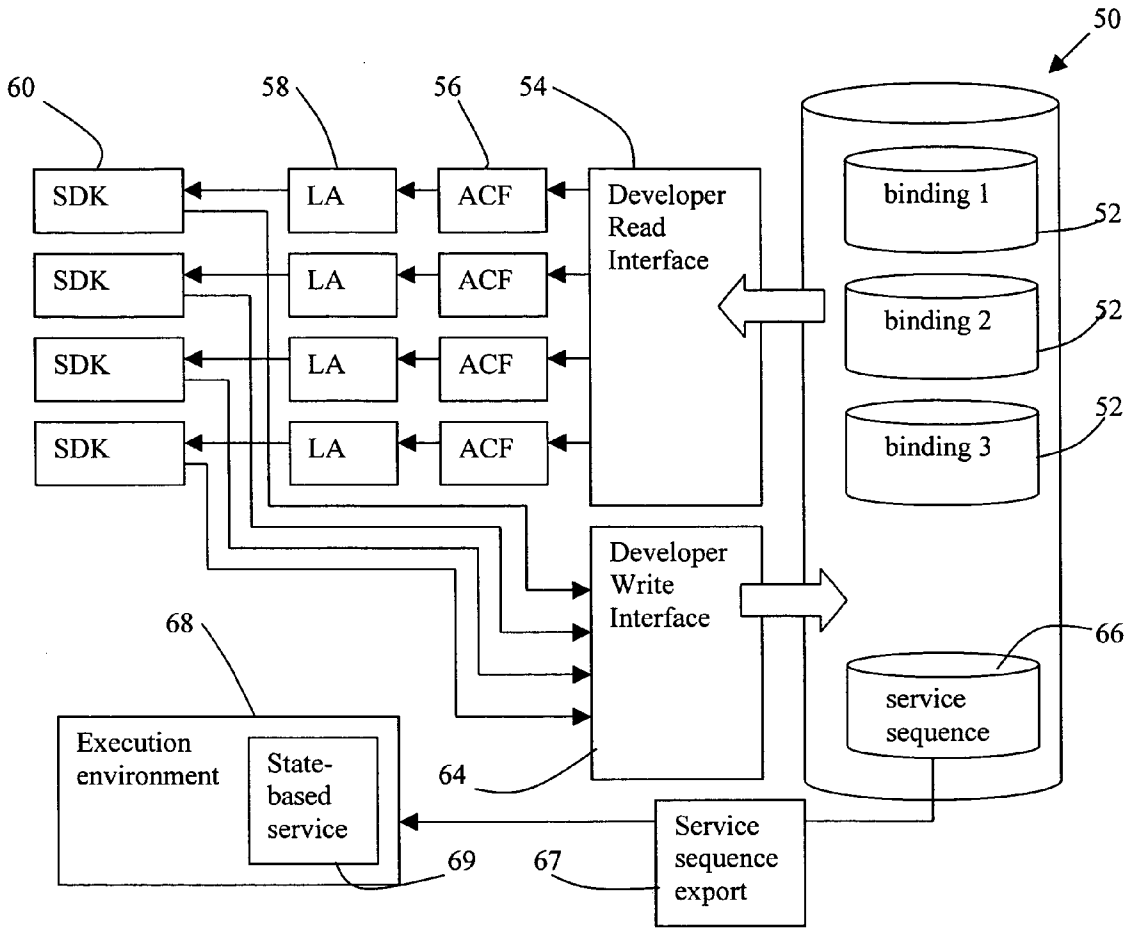 50
60
58
56
54
SDK
LA
ACF
Developer
Read
Interface
binding 1
52
SDK
LA
ACF
binding 2
52
SDK
LA
ACF
binding 3
52
SDK
LA
ACF
Developer
Write
Interface
68
66
service
sequence
Execution
environment
State-
based
service
64
69
67
Service
sequence
export